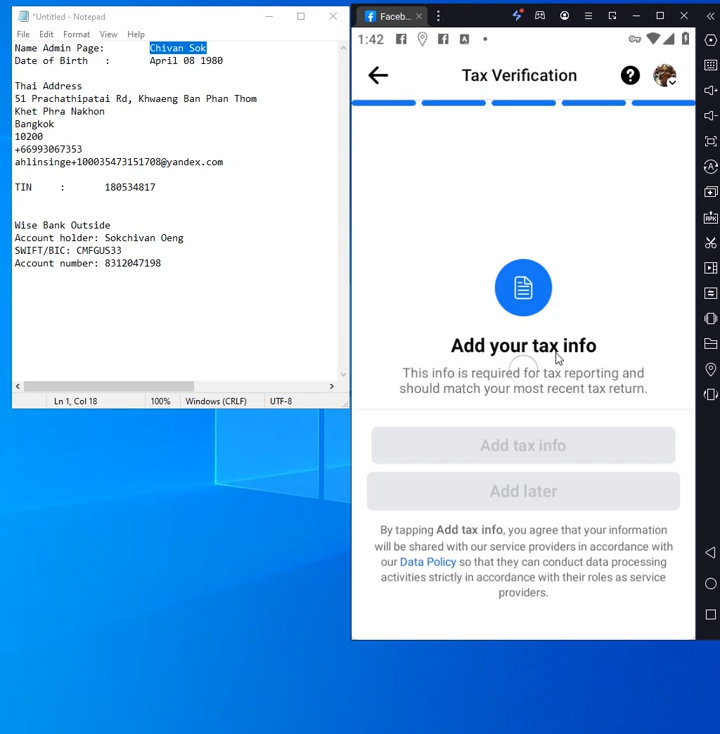 *Untitled - Notepad
File Edit Format View Help
Name Admin Page: Chivan Sok
Date of Birth : April 08 1980
Thai Address
51 Prachathipatai Rd, Khwaeng Ban Phan Thom
Khet Phra Nakhon
Bangkok
10200
+66993067353
ahlinsinge+100035473151708@yandex.com
TIN : 180534817
Wise Bank Outside
Account holder: Sokchivan Oeng
SWIFT/BIC: CMFGUS33
Account number: 8312047198
Ln 1, Col 18 100% Windows (CRLF) UTF-8
Faceb...
1:42
Tax Verification
Add your tax info
This info is required for tax reporting and
should match your most recent tax return.
Add tax info
Add later
By tapping Add tax info, you agree that your information
will be shared with our service providers in accordance with
our Data Policy so that they can conduct data processing
activities strictly in accordance with their roles as service
providers.
APK